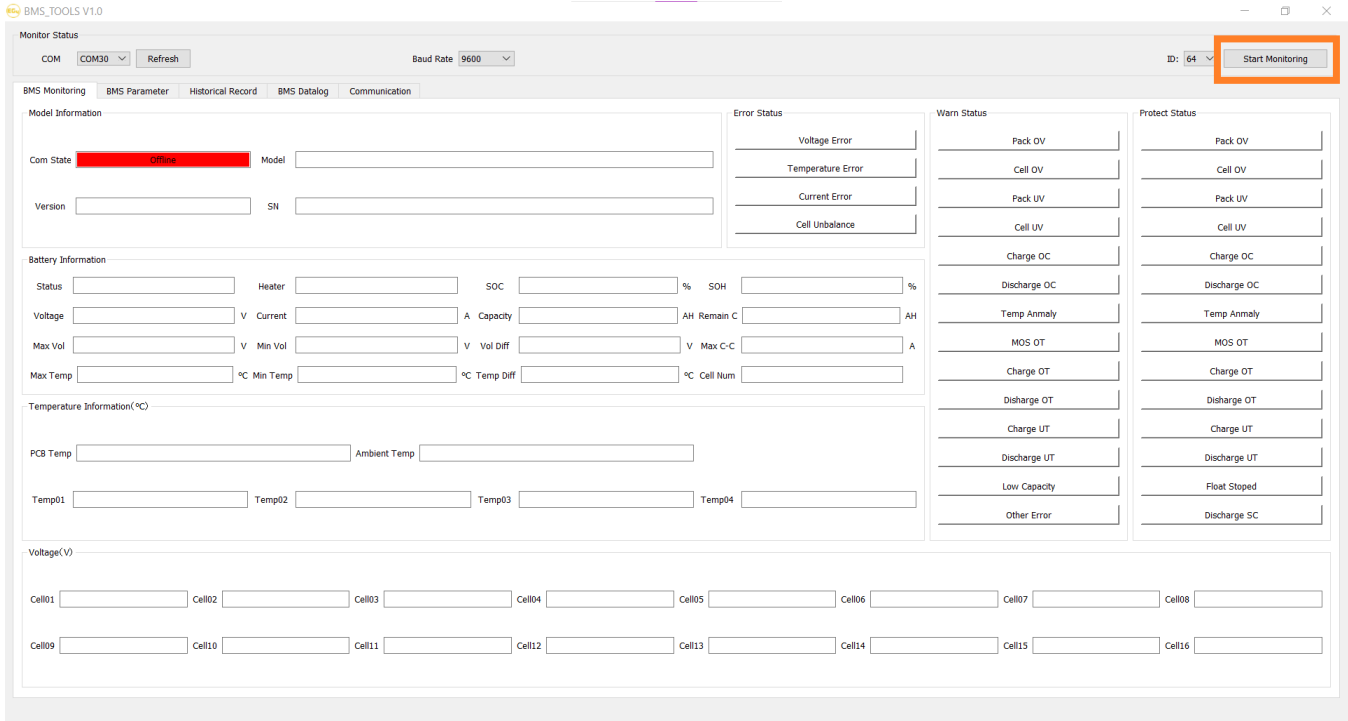 BMS_TOOLS V1.0
Monitor Status
COM COM30 Refresh Baud Rate 9600 ID: 64 Start Monitoring
BMS Monitoring BMS Parameter Historical Record BMS Datalog Communication
Model Information
Com State Offline Model
Version SN
Error Status
Voltage Error
Temperature Error
Current Error
Cell Unbalance
Warn Status
Pack OV
Cell OV
Pack UV
Cell UV
Charge OC
Discharge OC
Temp Anmaly
MOS OT
Charge OT
Disharge OT
Charge UT
Discharge UT
Low Capacity
Other Error
Protect Status
Pack OV
Cell OV
Pack UV
Cell UV
Charge OC
Discharge OC
Temp Anmaly
MOS OT
Charge OT
Disharge OT
Charge UT
Discharge UT
Float Stoped
Discharge SC
Battery Information
Status Heater SOC % SOH %
Voltage V Current A Capacity AH Remain C AH
Max Vol V Min Vol V Vol Diff V Max C-C A
Max Temp ºC Min Temp ºC Temp Diff ºC Cell Num
Temperature Information(ºC)
PCB Temp Ambient Temp
Temp01 Temp02 Temp03 Temp04
Voltage(V)
Cell01 Cell02 Cell03 Cell04 Cell05 Cell06 Cell07 Cell08
Cell09 Cell10 Cell11 Cell12 Cell13 Cell14 Cell15 Cell16